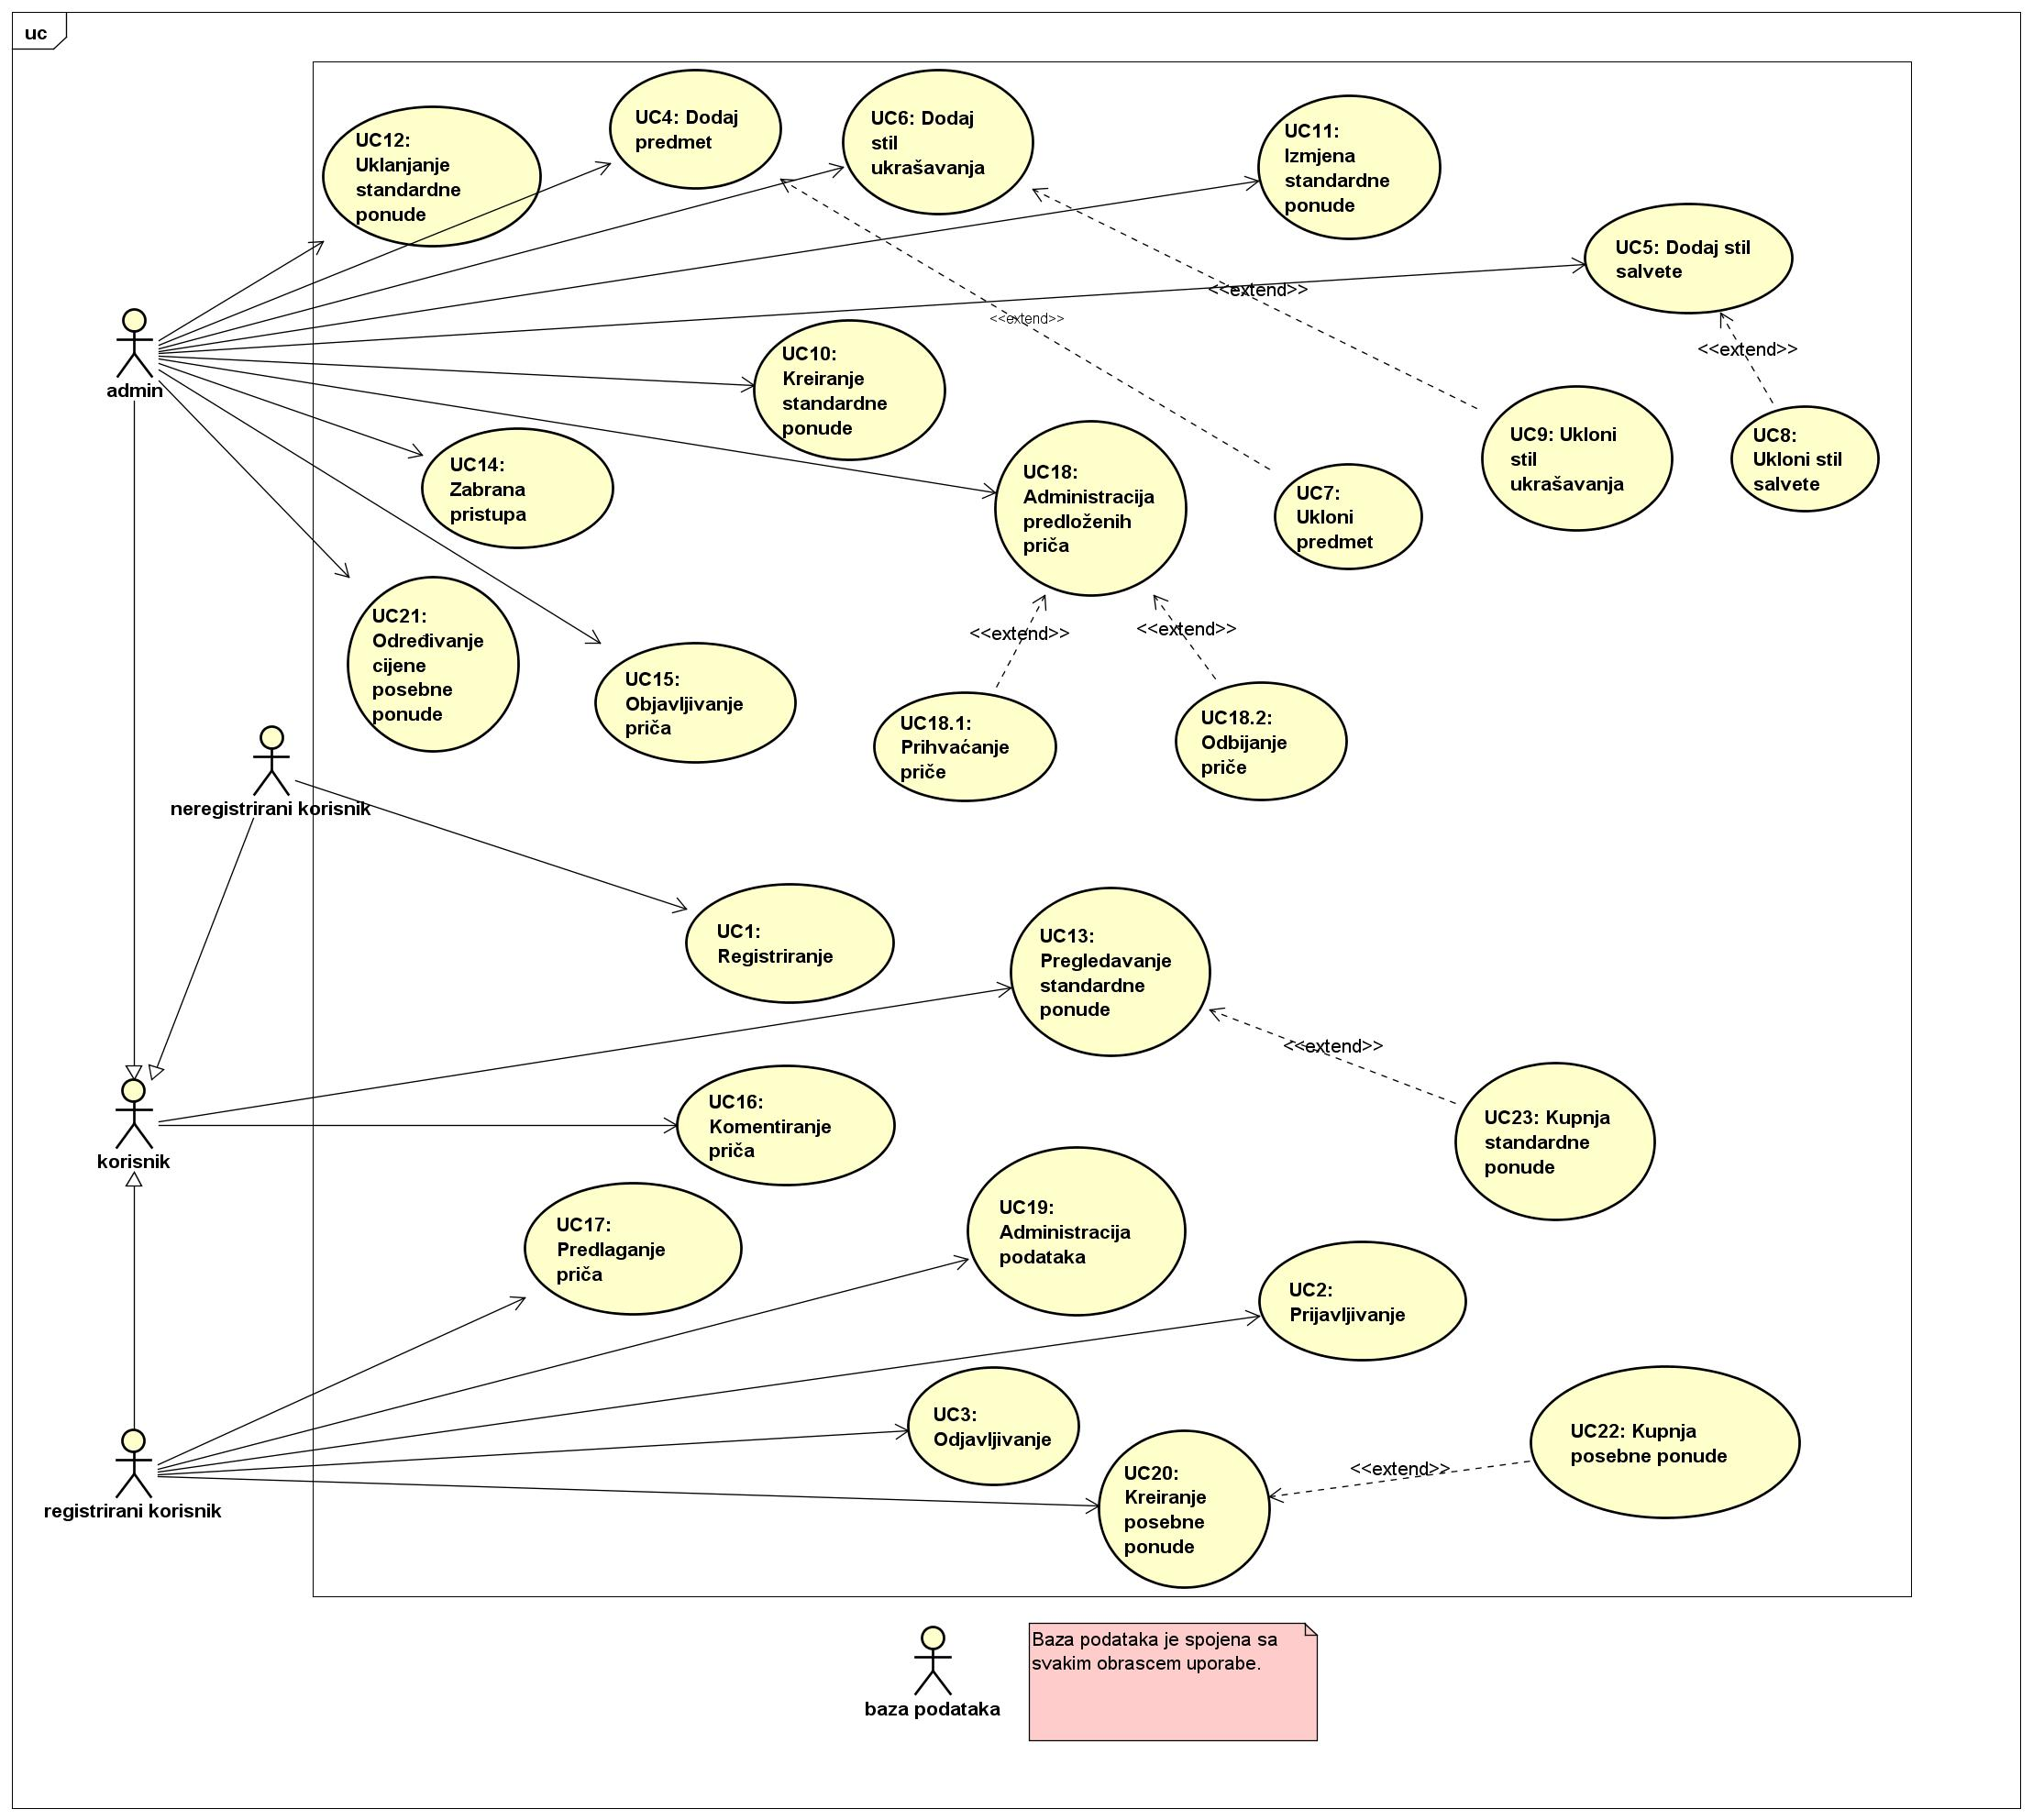 uc
UC12:
Uklanjanje
standardne
ponude
UC4: Dodaj
predmet
UC6: Dodaj
stil
ukrašavanja
UC11:
Izmjena
standardne
ponude
UC5: Dodaj stil
salvete
<<extend>>
<<extend>>
<<extend>>
admin
UC10:
Kreiranje
standardne
ponude
UC14:
Zabrana
pristupa
UC18:
Administracija
predloženih
priča
UC7:
Ukloni
predmet
UC9: Ukloni
stil
ukrašavanja
UC8:
Ukloni stil
salvete
UC21:
Određivanje
cijene
posebne
ponude
UC15:
Objavljivanje
priča
<<extend>>
<<extend>>
UC18.1:
Prihvaćanje
priče
UC18.2:
Odbijanje
priče
neregistrirani korisnik
UC1:
Registriranje
UC13:
Pregledavanje
standardne
ponude
<<extend>>
korisnik
UC16:
Komentiranje
priča
UC23: Kupnja
standardne
ponude
UC17:
Predlaganje
priča
UC19:
Administracija
podataka
UC2:
Prijavljivanje
UC3:
Odjavljivanje
UC20:
Kreiranje
posebne
ponude
<<extend>>
UC22: Kupnja
posebne ponude
registrirani korisnik
baza podataka
Baza podataka je spojena sa
svakim obrascem uporabe.